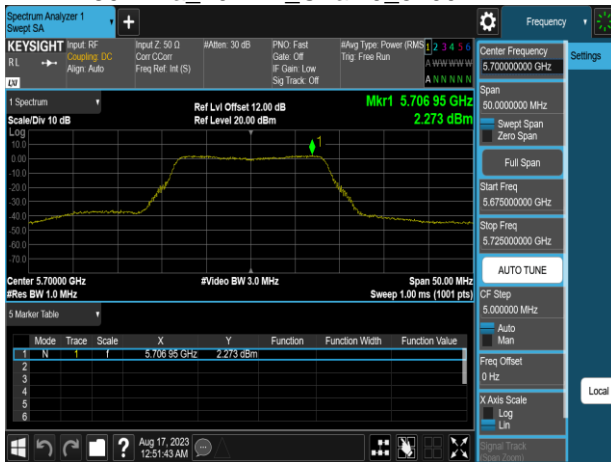 Spectrum Analyzer 1
Swept SA
+
Frequency
KEYSIGHT
RL
LXI
Input: RF
Coupling: DC
Align: Auto
Input Z: 50 Ω
Corr CCorr
Freq Ref: Int (S)
#Atten: 30 dB
PNO: Fast
Gate: Off
IF Gain: Low
Sig Track: Off
#Avg Type: Power (RMS
Trig: Free Run
1 2 3 4 5 6
A W W W W W
A N N N N N
Center Frequency
5.700000000 GHz
Settings
Span
50.0000000 MHz
Swept Span
Zero Span
Full Span
Start Freq
5.675000000 GHz
Stop Freq
5.725000000 GHz
AUTO TUNE
CF Step
5.000000 MHz
Auto
Man
Freq Offset
0 Hz
X Axis Scale
Log
Lin
Signal Track
(Span Zoom)
Local
1 Spectrum
Scale/Div 10 dB
Ref Lvl Offset 12.00 dB
Ref Level 20.00 dBm
Mkr1 5.706 95 GHz
2.273 dBm
Log
10.0
0.00
-10.0
-20.0
-30.0
-40.0
-50.0
-60.0
-70.0
1
Center 5.70000 GHz
#Res BW 1.0 MHz
#Video BW 3.0 MHz
Span 50.00 MHz
Sweep 1.00 ms (1001 pts)
5 Marker Table
Mode Trace Scale X Y Function Function Width Function Value
1 N 1 f 5.706 95 GHz 2.273 dBm
2
3
4
5
6
?
Aug 17, 2023
12:51:43 AM